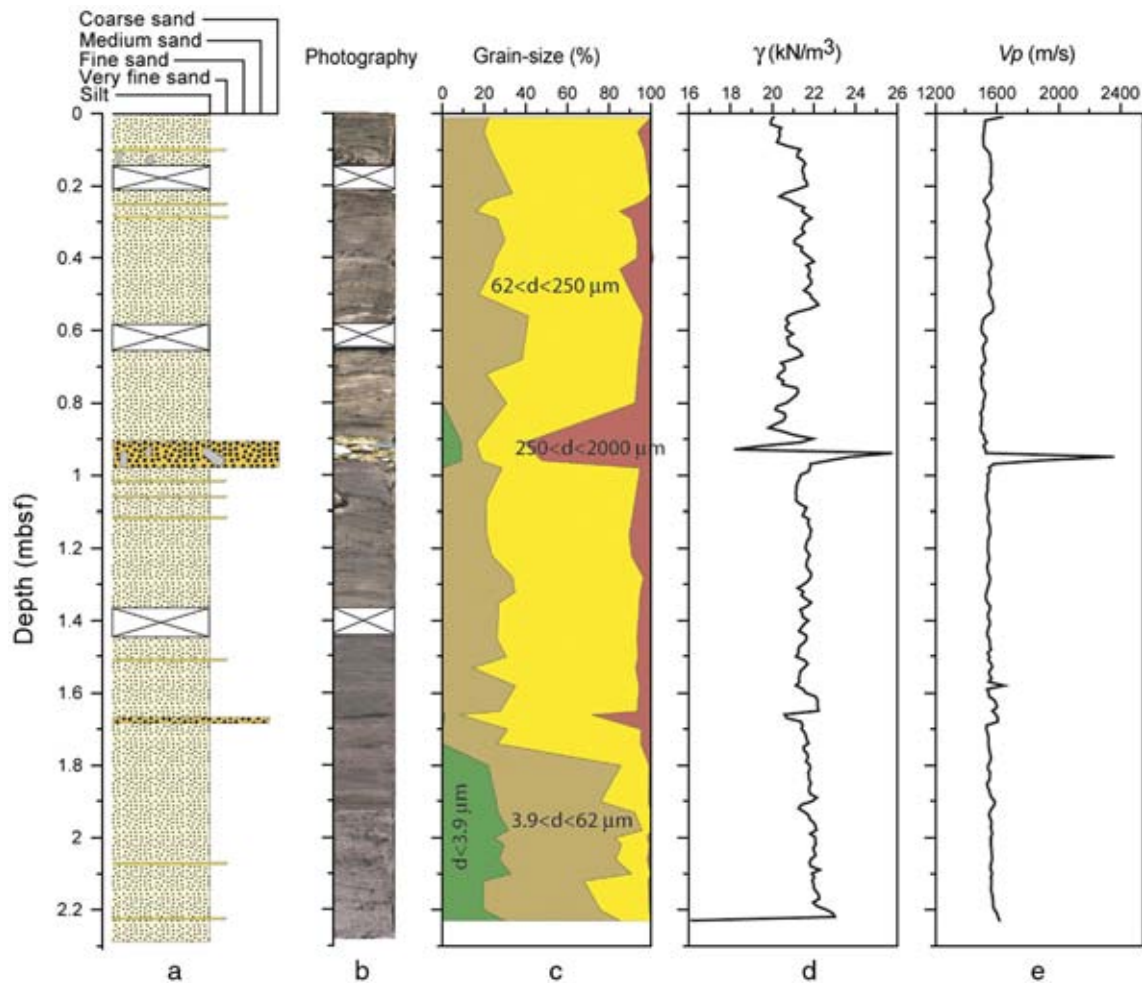 Coarse sand
Medium sand
Fine sand
Very fine sand
Silt
Photography
Grain-size (%)
γ (kN/m³)
Vp (m/s)
0 20 40 60 80 100
16 18 20 22 24 26
1200 1600 2000 2400
0
0.2
0.4
0.6
0.8
1
1.2
1.4
1.6
1.8
2
2.2
Depth (mbsf)
62<d<250 µm
250<d<2000 µm
3.9<d<62 µm
d<3.9 µm
a
b
c
d
e